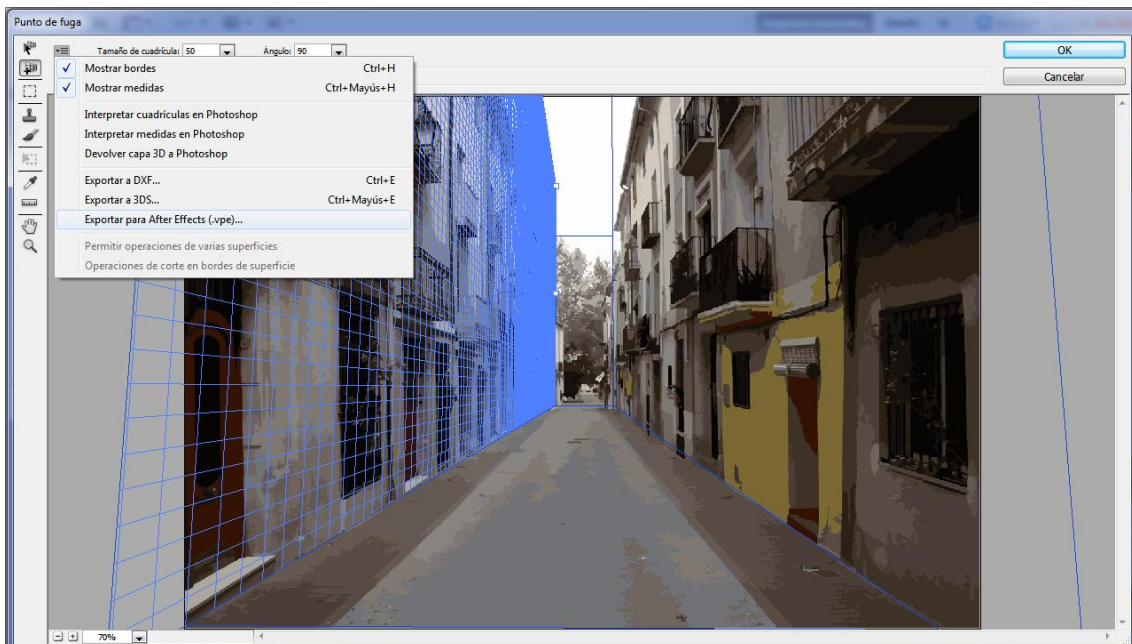 Punto de fuga
Tamaño de cuadrícula: 50 Ángulo: 90
OK
Cancelar
Mostrar bordes Ctrl+H
Mostrar medidas Ctrl+Mayús+H
Interpretar cuadrículas en Photoshop
Interpretar medidas en Photoshop
Devolver capa 3D a Photoshop
Exportar a DXF... Ctrl+E
Exportar a 3DS... Ctrl+Mayús+E
Exportar para After Effects (.vpe)...
Permitir operaciones de varias superficies
Operaciones de corte en bordes de superficie
70%